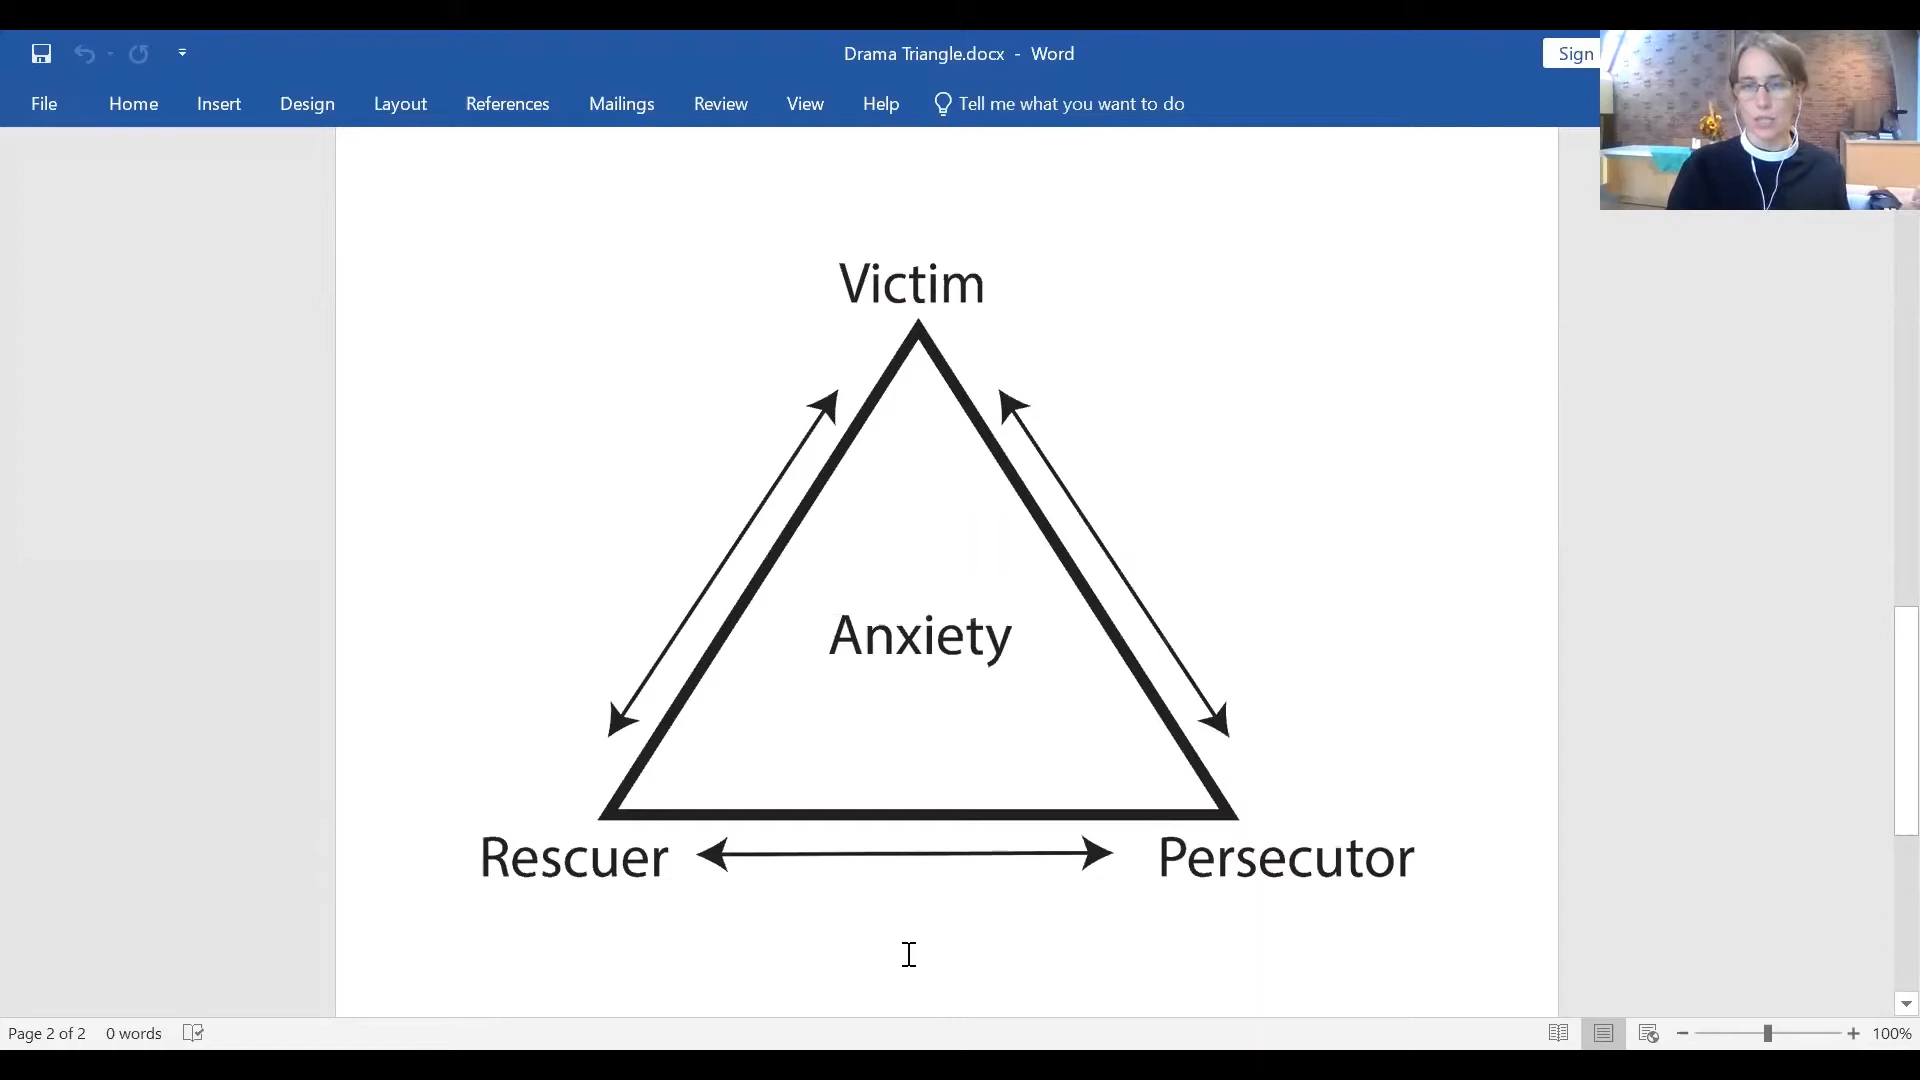 Drama Triangle.docx - Word
Sign
File Home Insert Design Layout References Mailings Review View Help Tell me what you want to do
Victim
Anxiety
Rescuer Persecutor
Page 2 of 2 0 words 100%